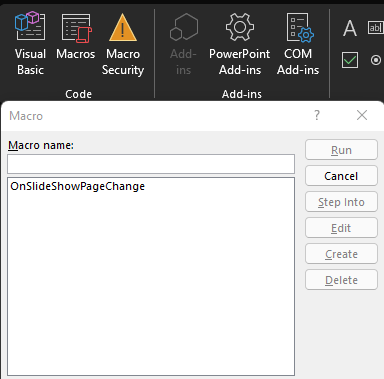 Visual
Basic
Macros
Macro
Security
Add-
ins
PowerPoint
Add-ins
COM
Add-ins
A
ab
Code
Add-ins
Macro
?
Macro name:
Run
OnSlideShowPageChange
Cancel
Step Into
Edit
Create
Delete